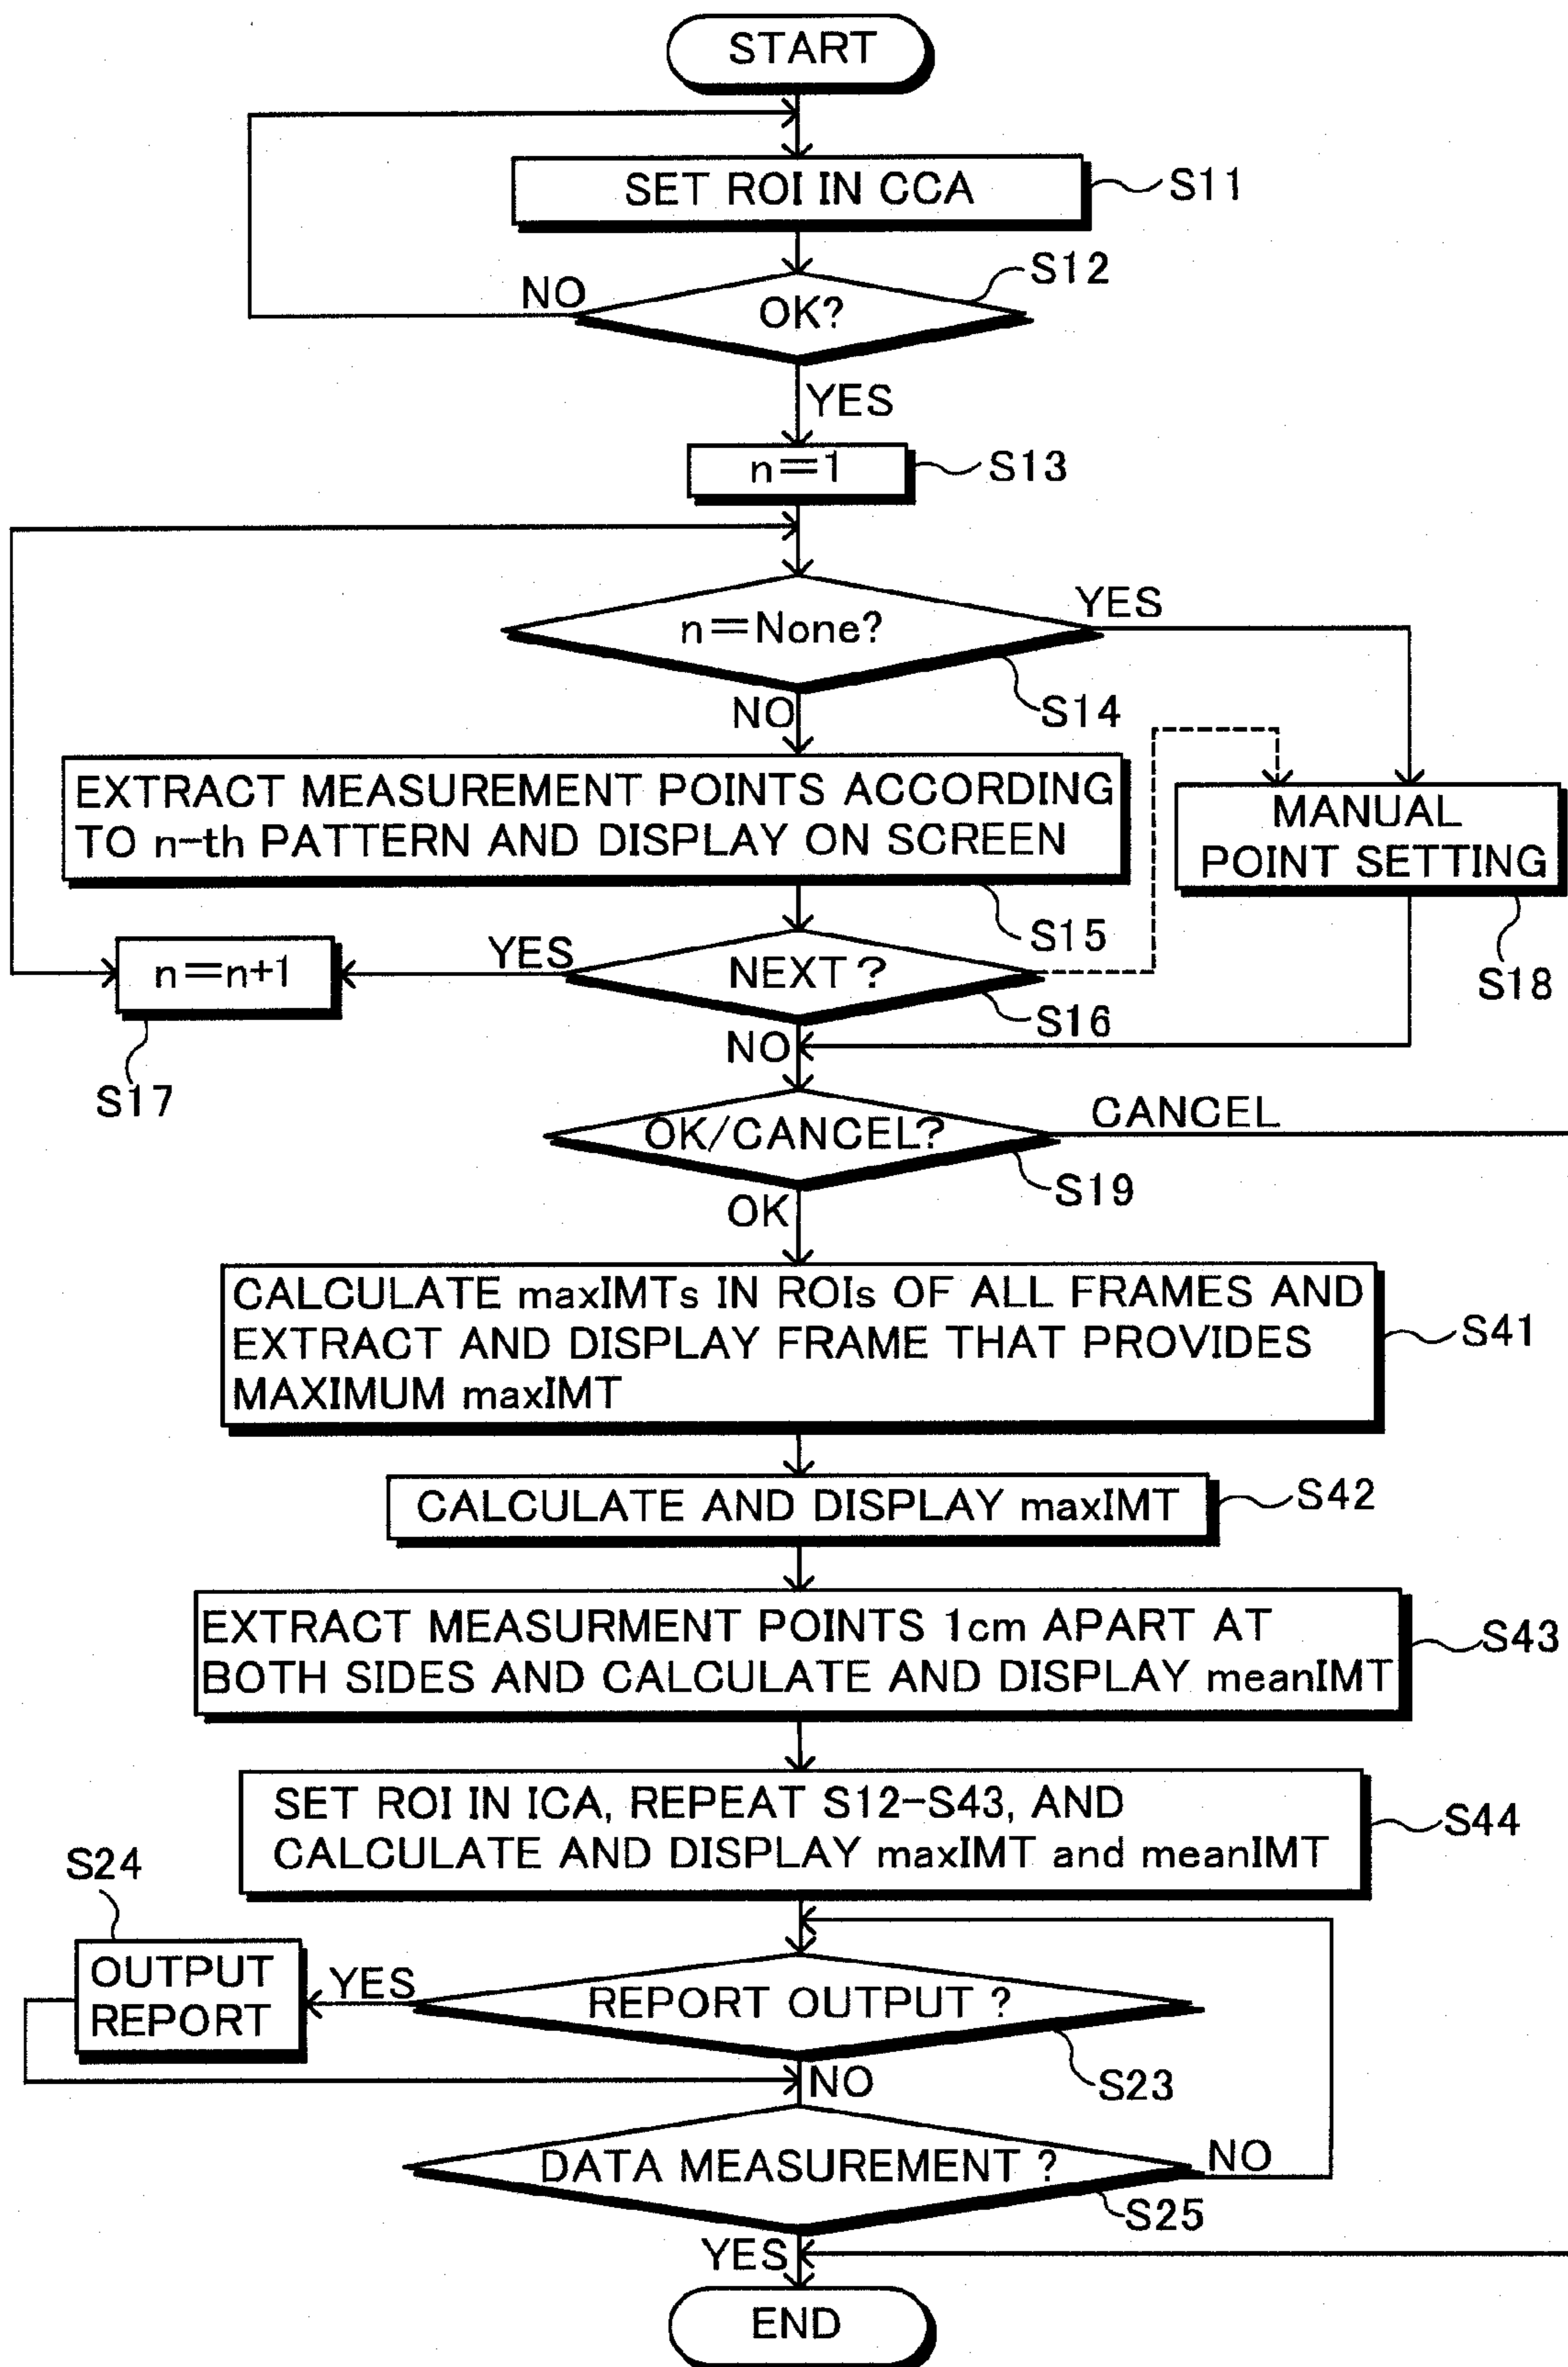 START
SET ROI IN CCA
S11
S12
NO
OK?
YES
n=1
S13
n=None?
YES
S14
NO
EXTRACT MEASUREMENT POINTS ACCORDING
TO n-th PATTERN AND DISPLAY ON SCREEN
MANUAL
POINT SETTING
S15
S18
n=n+1
YES
NEXT?
S16
NO
S17
OK/CANCEL?
CANCEL
S19
OK
CALCULATE maxIMTs IN ROIs OF ALL FRAMES AND
EXTRACT AND DISPLAY FRAME THAT PROVIDES
MAXIMUM maxIMT
S41
CALCULATE AND DISPLAY maxIMT
S42
EXTRACT MEASURMENT POINTS 1cm APART AT
BOTH SIDES AND CALCULATE AND DISPLAY meanIMT
S43
SET ROI IN ICA, REPEAT S12-S43, AND
CALCULATE AND DISPLAY maxIMT and meanIMT
S44
S24
OUTPUT
REPORT
YES
REPORT OUTPUT ?
S23
NO
DATA MEASUREMENT ?
NO
S25
YES
END